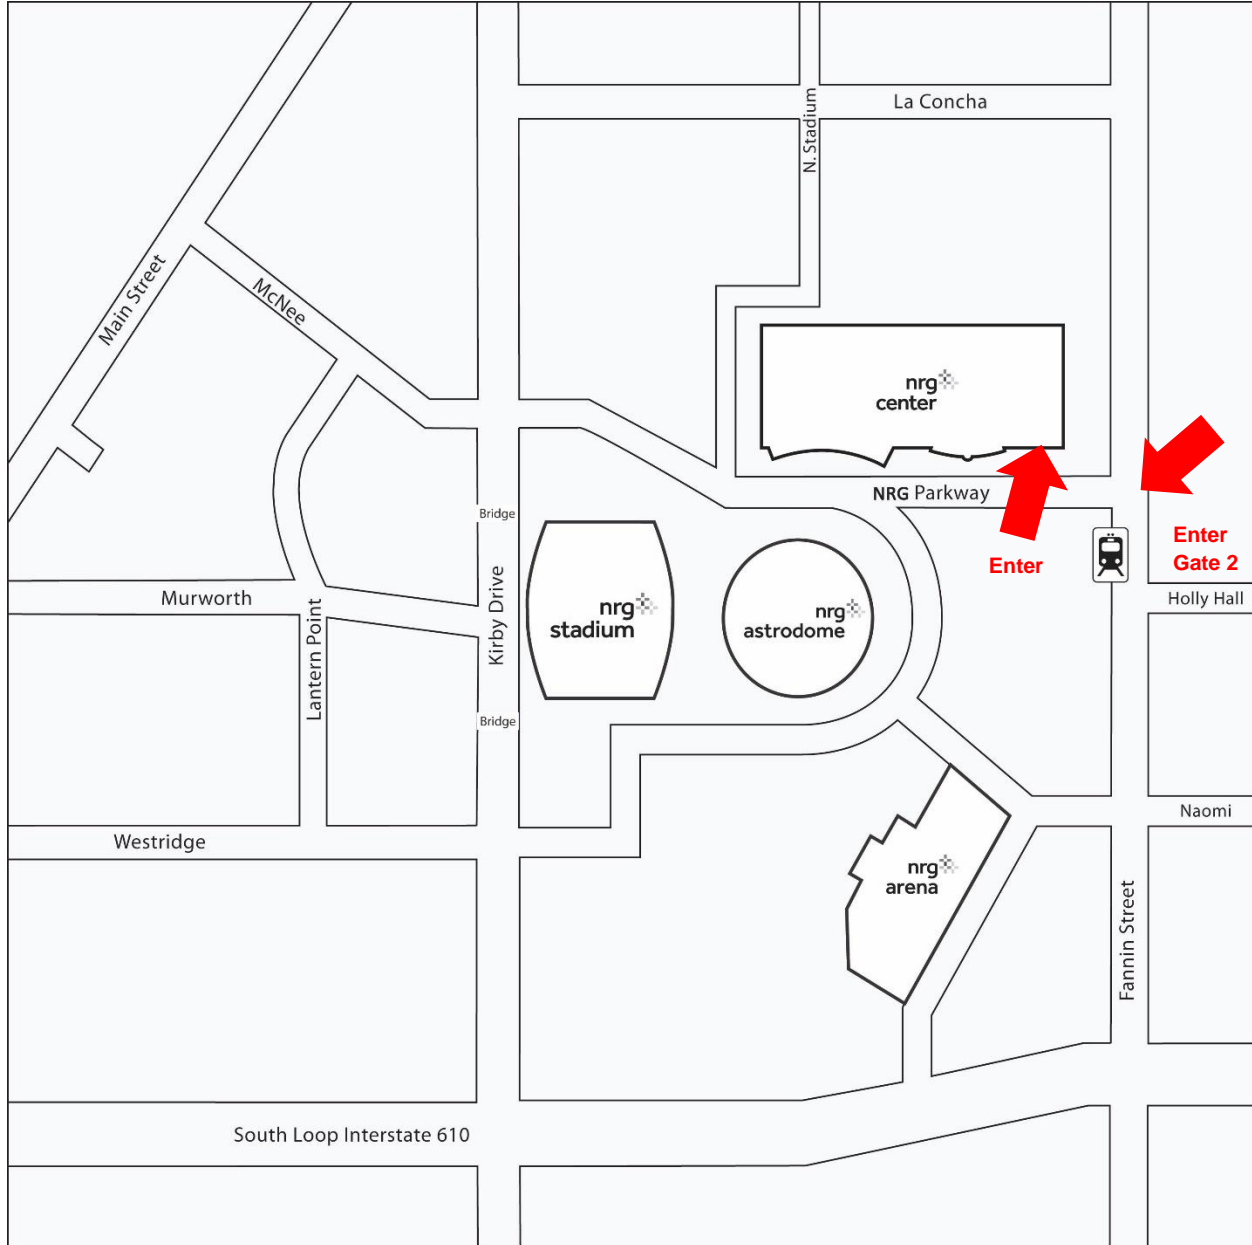 La Concha
N. Stadium
Main Street
McNee
nrg
center
NRG Parkway
Bridge
Enter
Enter
Gate 2
Murworth
Holly Hall
Kirby Drive
nrg
stadium
nrg
astrodome
Lantern Point
Bridge
Westridge
Naomi
nrg
arena
Fannin Street
South Loop Interstate 610